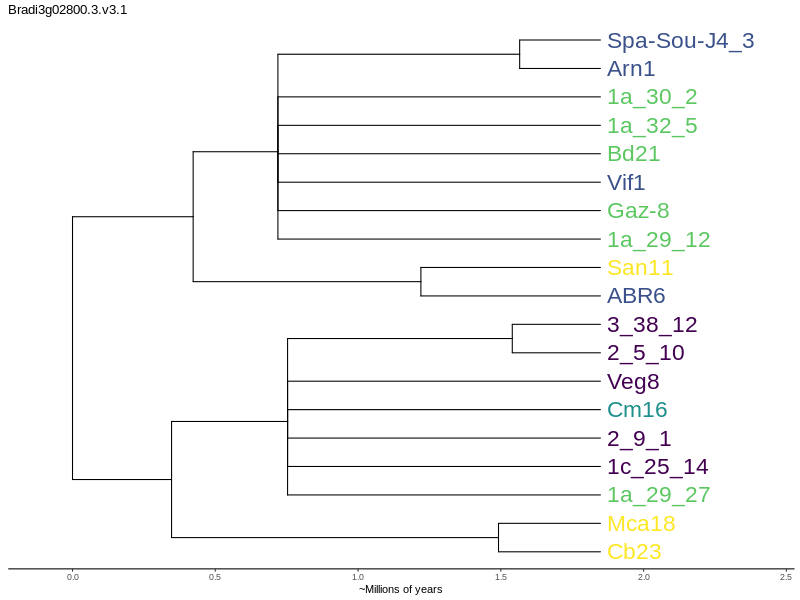 Bradi3g02800.3.v3.1
Spa-Sou-J4_3
Arn1
1a_30_2
1a_32_5
Bd21
Vif1
Gaz-8
1a_29_12
San11
ABR6
3_38_12
2_5_10
Veg8
Cm16
2_9_1
1c_25_14
1a_29_27
Mca18
Cb23
0.0 0.5 1.0 1.5 2.0 2.5
~Millions of years